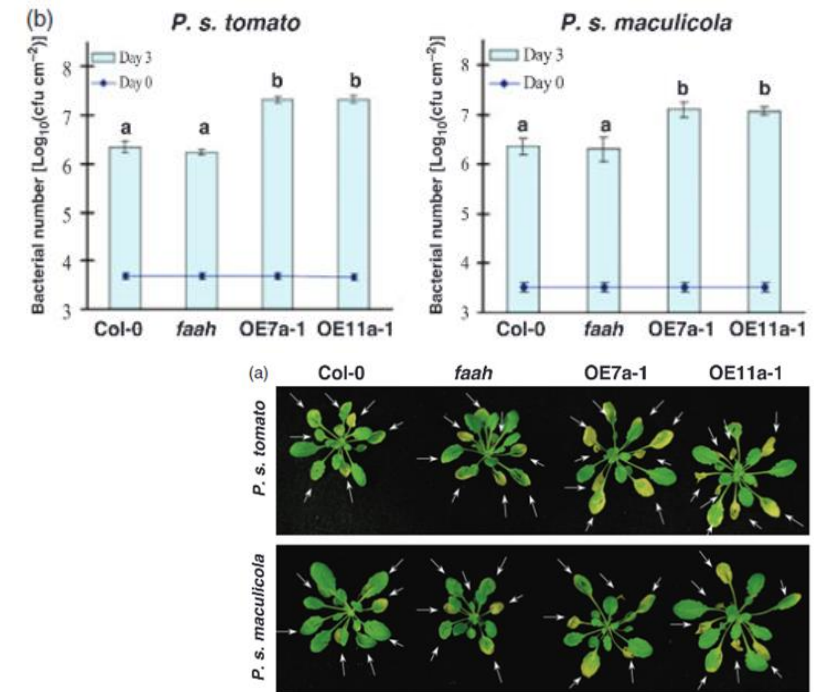 (b)
P. s. tomato
Bacterial number [Log10(cfu cm−2)]
8
7
6
5
4
3
Day 3
Day 0
a
a
b
b
Col-0
faah
OE7a-1
OE11a-1
P. s. maculicola
Bacterial number [Log10(cfu cm−2)]
8
7
6
5
4
3
Day 3
Day 0
a
a
b
b
Col-0
faah
OE7a-1
OE11a-1
(a)
Col-0
faah
OE7a-1
OE11a-1
P. s. tomato
P. s. maculicola